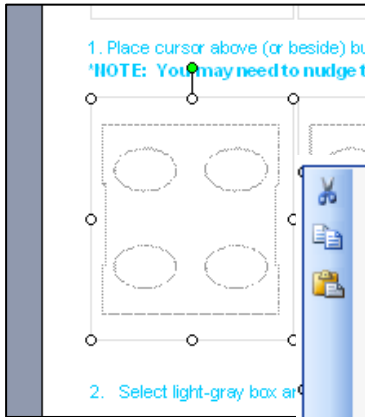 1. Place cursor above (or beside) bu
*NOTE: You may need to nudge t
2. Select light-gray box ar